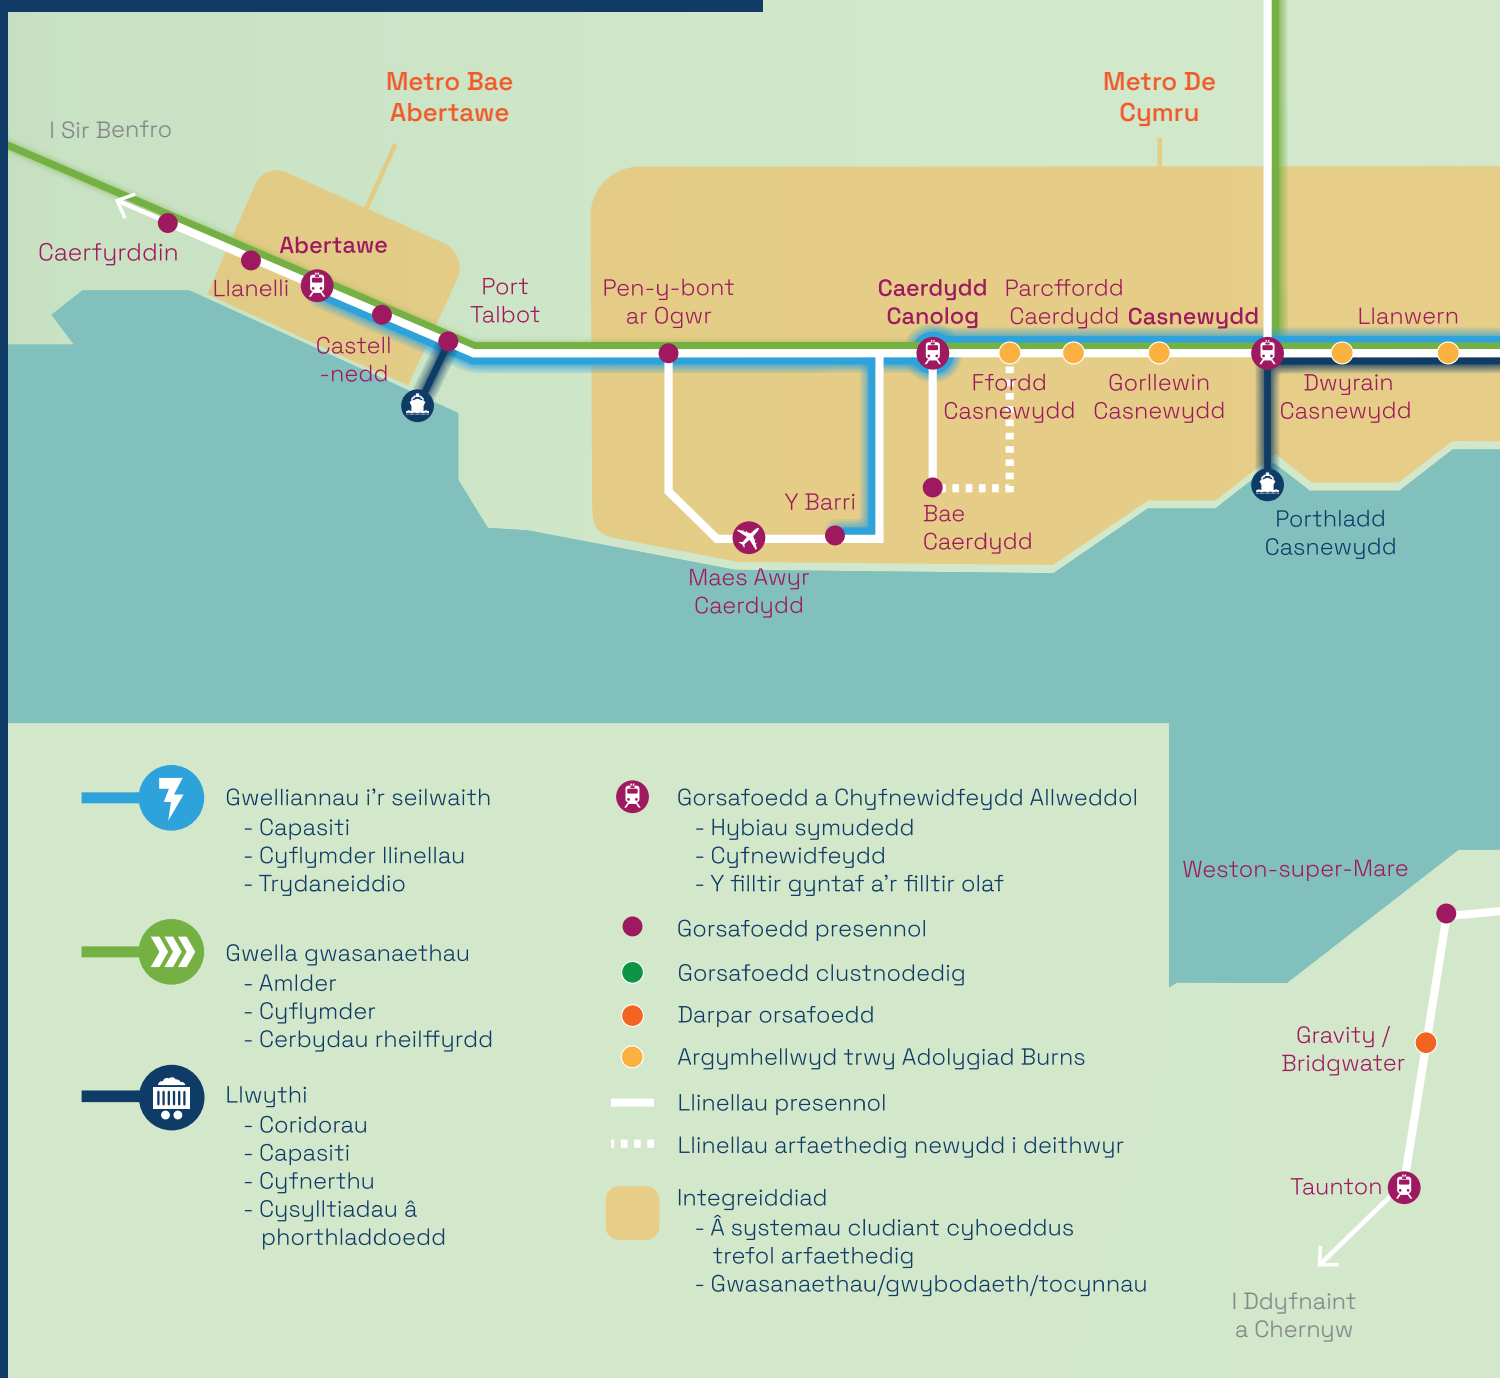 Metro Bae
Abertawe
Metro De
Cymru
I Sir Benfro
Caerfyrddin
Abertawe
Llanelli
Castell
-nedd
Port
Talbot
Pen-y-bont
ar Ogwr
Caerdydd
Canolog
Parcffordd
Caerdydd
Casnewydd
Llanwern
Ffordd
Casnewydd
Gorllewin
Casnewydd
Dwyrain
Casnewydd
Y Barri
Bae
Caerdydd
Porthladd
Casnewydd
Maes Awyr
Caerdydd
Gwelliannau i'r seilwaith
- Capasiti
- Cyflymder llinellau
- Trydaneiddio
Gwella gwasanaethau
- Amlder
- Cyflymder
- Cerbydau rheilffyrdd
Llwythi
- Coridorau
- Capasiti
- Cyfnerthu
- Cysylltiadau â
phorthladdoedd
Gorsafoedd a Chyfnewidfeydd Allweddol
- Hybiau symudedd
- Cyfnewidfeydd
- Y filltir gyntaf a'r filltir olaf
Gorsafoedd presennol
Gorsafoedd clustnodedig
Darpar orsafoedd
Argymhellwyd trwy Adolygiad Burns
Llinellau presennol
Llinellau arfaethedig newydd i deithwyr
Integreiddiad
- Â systemau cludiant cyhoeddus
trefol arfaethedig
- Gwasanaethau/gwybodaeth/tocynnau
Weston-super-Mare
Gravity /
Bridgwater
Taunton
I Ddyfnaint
a Chernyw